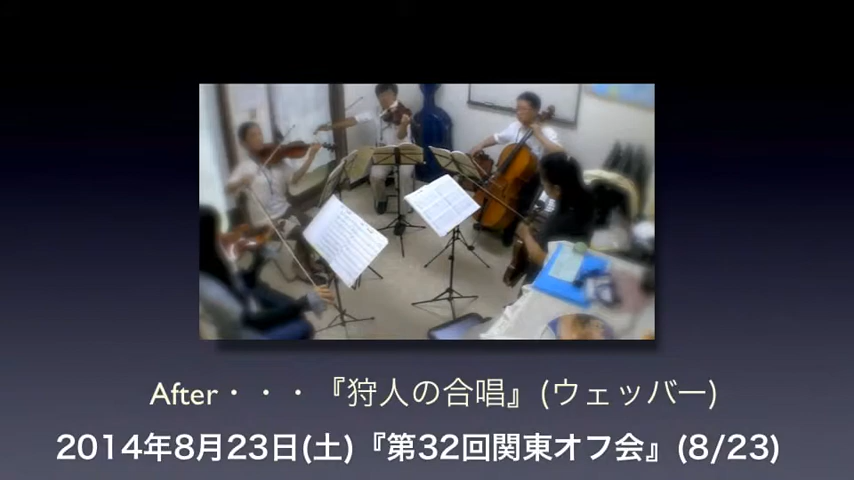 After・・・『狩人の合唱』(ウェッバー)
2014年8月23日(土)『第32回関東オフ会』(8/23)